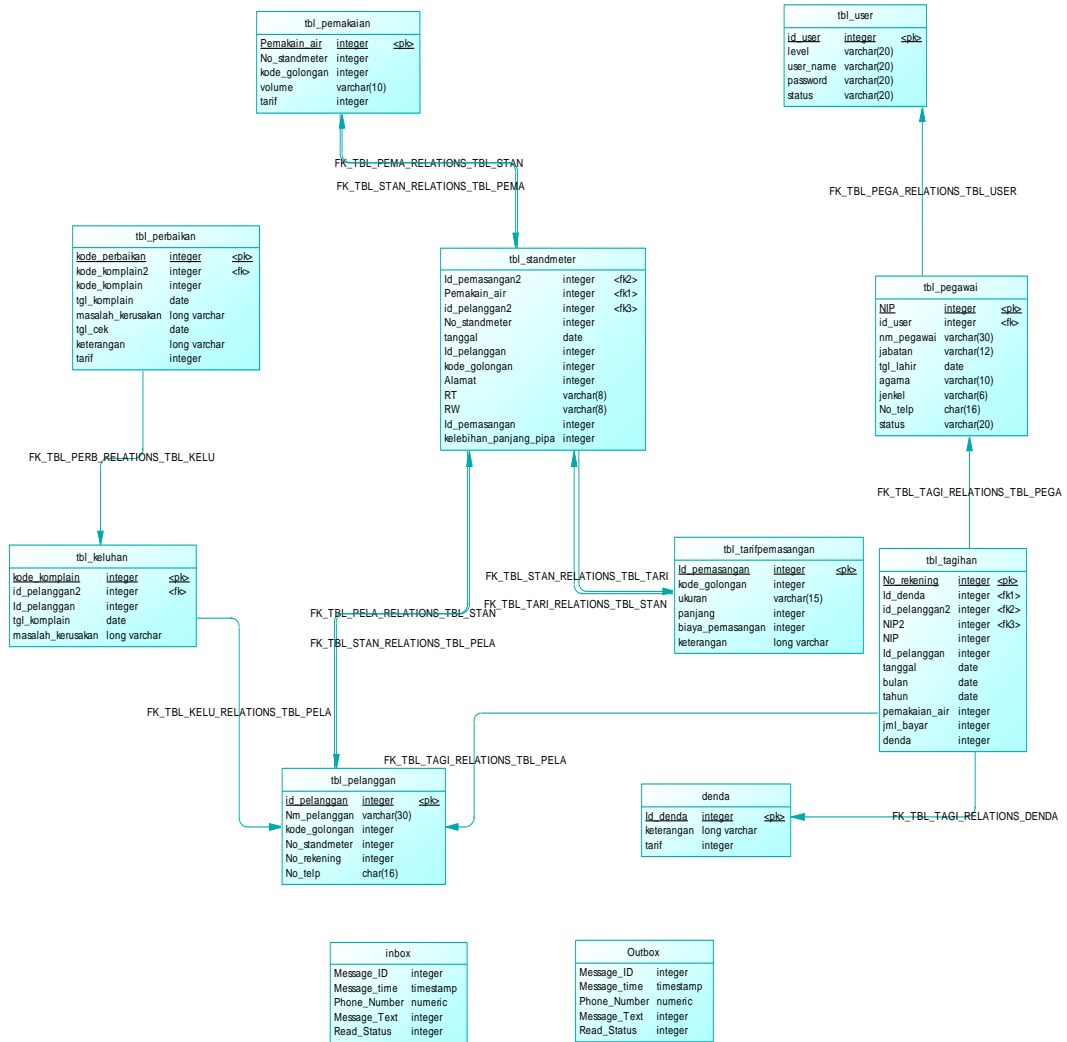 tbl_pemakaian
Pemakain_air integer <pk>
No_standmeter integer
kode_golongan integer
volume varchar(10)
tarif integer
tbl_user
id_user integer <pk>
level varchar(20)
user_name varchar(20)
password varchar(20)
status varchar(20)
FK_TBL_PEMA_RELATIONS_TBL_STAN
FK_TBL_STAN_RELATIONS_TBL_PEMA
FK_TBL_PEGA_RELATIONS_TBL_USER
tbl_perbaikan
kode_perbaikan integer <pk>
kode_komplain2 integer <fk>
kode_komplain integer
tgl_komplain date
masalah_kerusakan long varchar
tgl_cek date
keterangan long varchar
tarif integer
tbl_standmeter
Id_pemasangan2 integer <fk2>
Pemakain_air integer <fk1>
id_pelanggan2 integer <fk3>
No_standmeter integer
tanggal date
Id_pelanggan integer
kode_golongan integer
Alamat integer
RT varchar(8)
RW varchar(8)
Id_pemasangan integer
kelebihan_panjang_pipa integer
tbl_pegawai
NIP integer <pk>
id_user integer <fk>
nm_pegawai varchar(30)
jabatan varchar(12)
tgl_lahir date
agama varchar(10)
jenkel varchar(6)
No_telp char(16)
status varchar(20)
FK_TBL_PERB_RELATIONS_TBL_KELU
FK_TBL_TAGI_RELATIONS_TBL_PEGA
tbl_keluhan
kode_komplain integer <pk>
id_pelanggan2 integer <fk>
Id_pelanggan integer
tgl_komplain date
masalah_kerusakan long varchar
tbl_tarifpemasangan
Id_pemasangan integer <pk>
kode_golongan integer
ukuran varchar(15)
panjang integer
biaya_pemasangan integer
keterangan long varchar
tbl_tagihan
No_rekening integer <pk>
Id_denda integer <fk1>
id_pelanggan2 integer <fk2>
NIP2 integer <fk3>
NIP integer
Id_pelanggan integer
tanggal date
bulan date
tahun date
pemakaian_air integer
jml_bayar integer
denda integer
FK_TBL_STAN_RELATIONS_TBL_TARI
FK_TBL_TARI_RELATIONS_TBL_STAN
FK_TBL_PELA_RELATIONS_TBL_STAN
FK_TBL_STAN_RELATIONS_TBL_PELA
FK_TBL_KELU_RELATIONS_TBL_PELA
FK_TBL_TAGI_RELATIONS_TBL_PELA
tbl_pelanggan
id_pelanggan integer <pk>
Nm_pelanggan varchar(30)
kode_golongan integer
No_standmeter integer
No_rekening integer
No_telp char(16)
denda
Id_denda integer <pk>
keterangan long varchar
tarif integer
FK_TBL_TAGI_RELATIONS_DENDA
inbox
Message_ID integer
Message_time timestamp
Phone_Number numeric
Message_Text integer
Read_Status integer
Outbox
Message_ID integer
Message_time timestamp
Phone_Number numeric
Message_Text integer
Read_Status integer